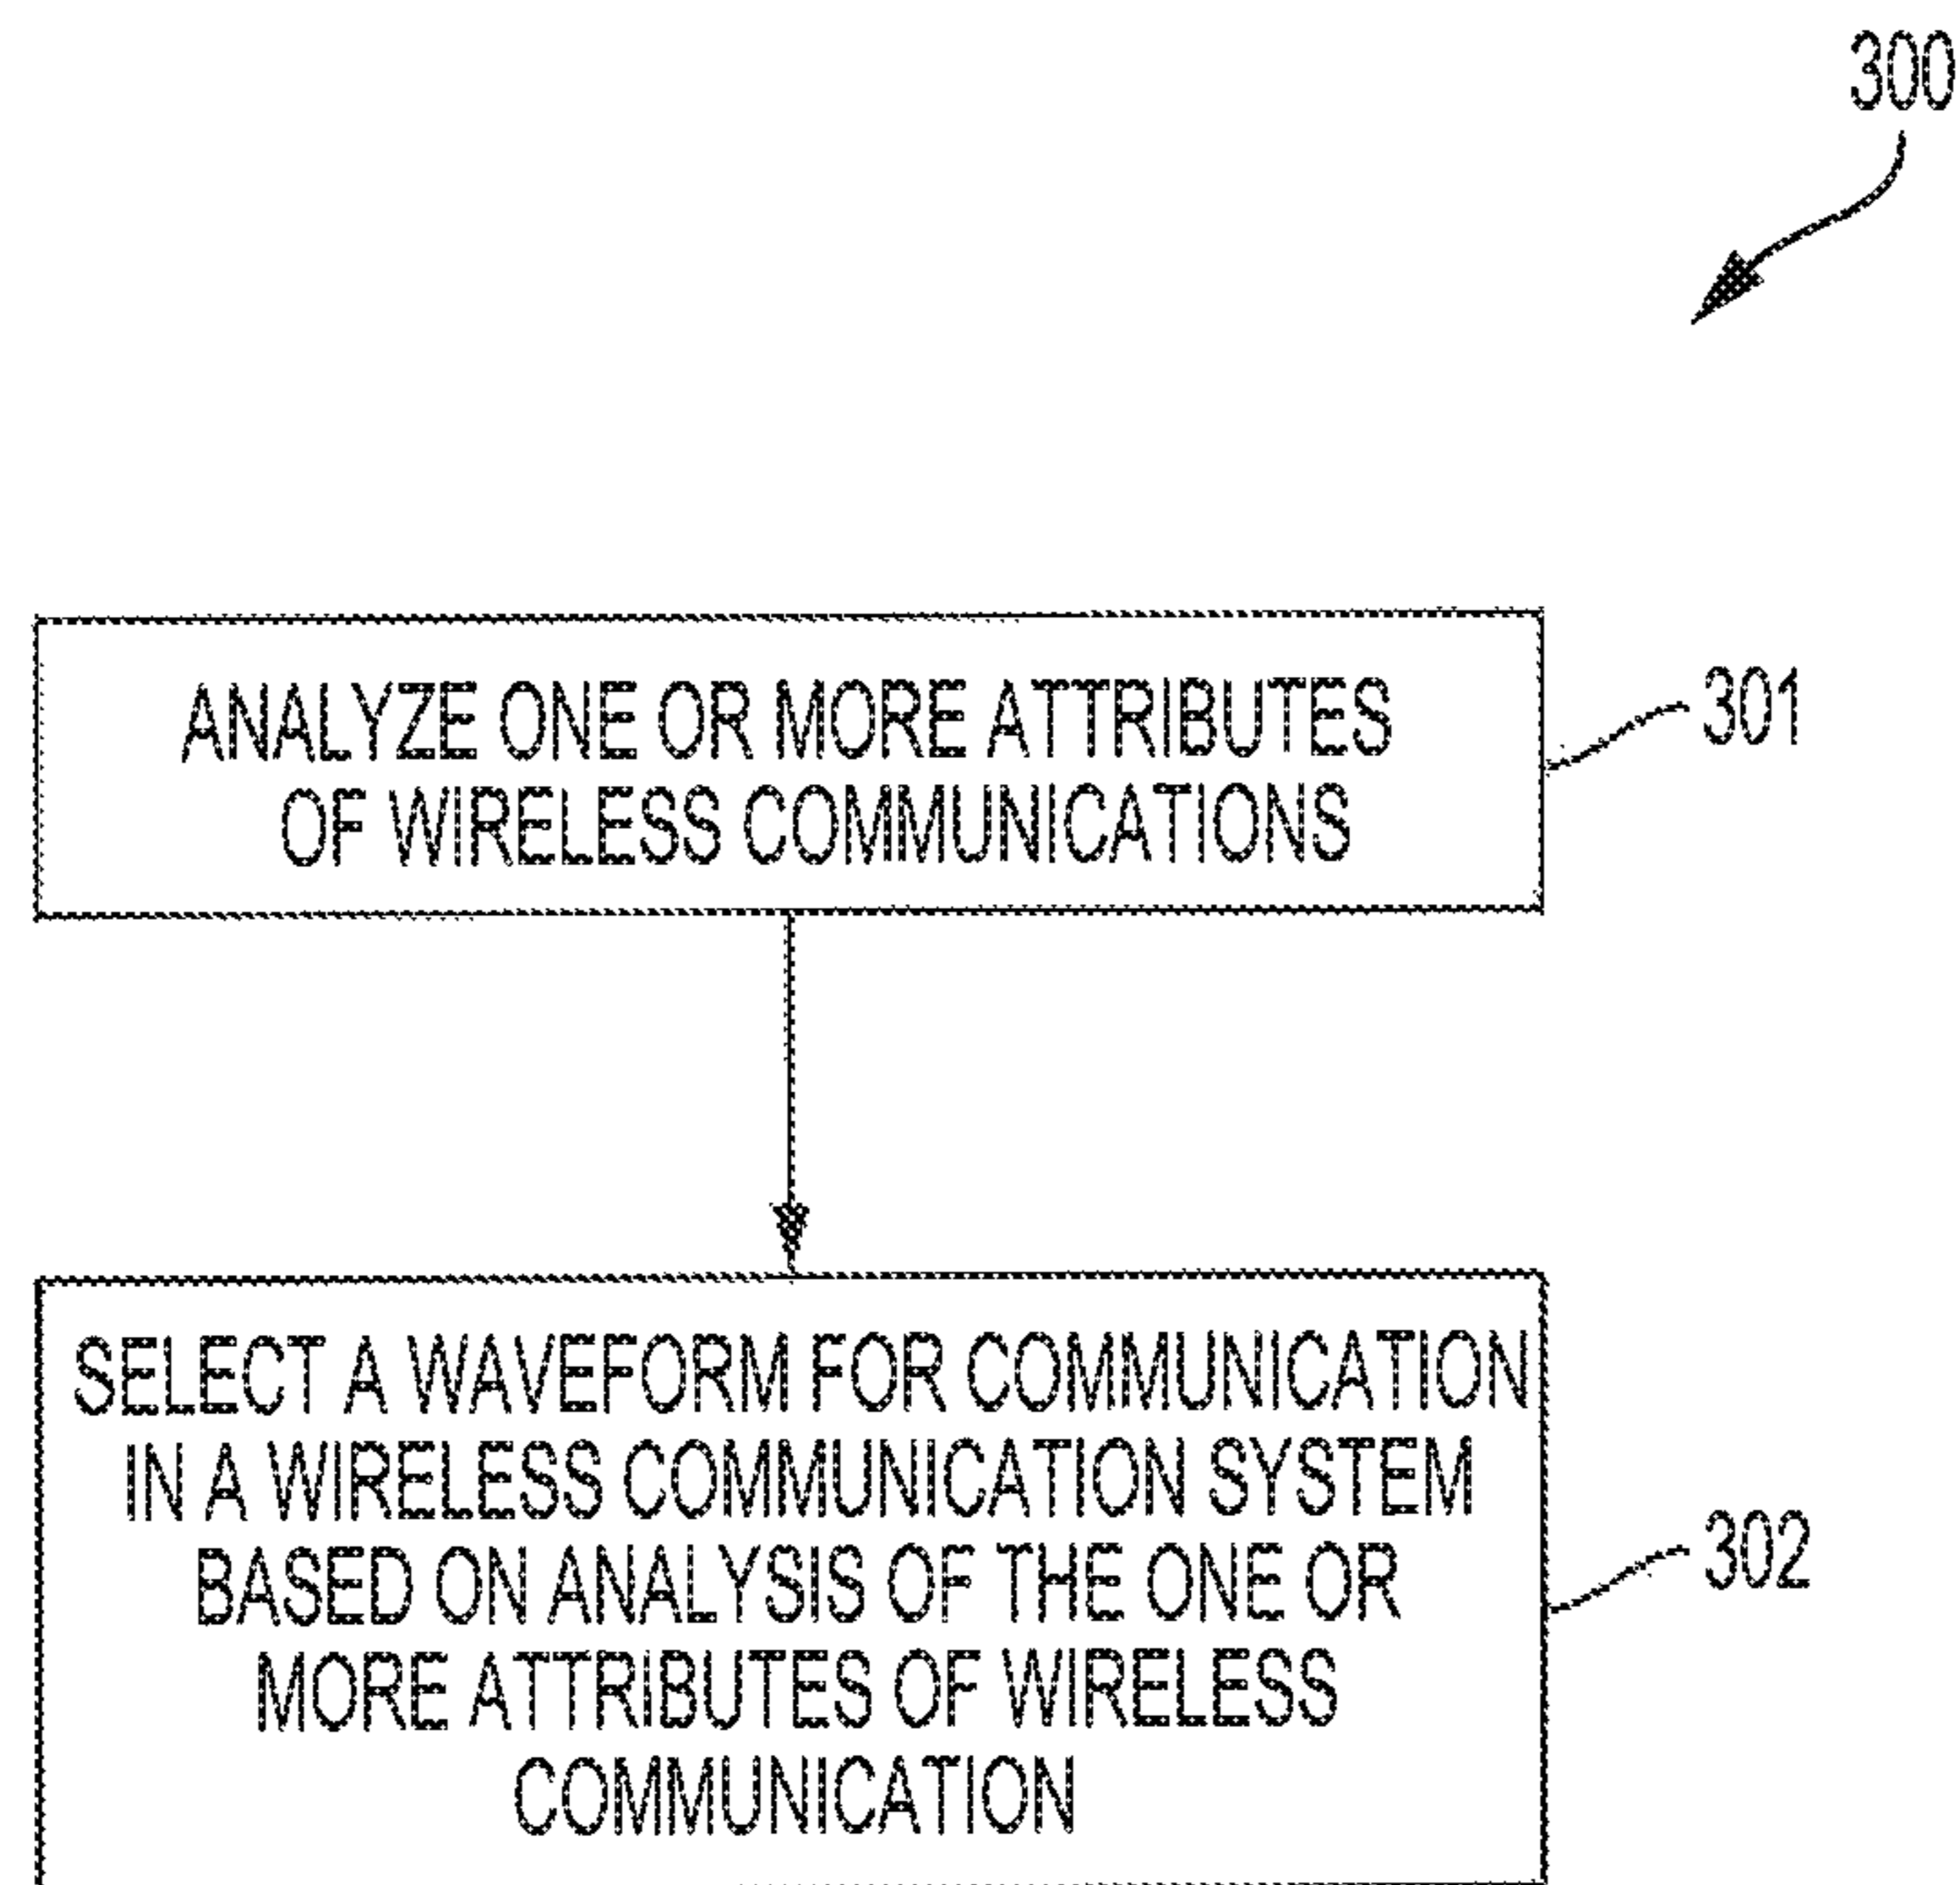 300
ANALYZE ONE OR MORE ATTRIBUTES
OF WIRELESS COMMUNICATIONS
301
SELECT A WAVEFORM FOR COMMUNICATION
IN A WIRELESS COMMUNICATION SYSTEM
BASED ON ANALYSIS OF THE ONE OR
MORE ATTRIBUTES OF WIRELESS
COMMUNICATION
302